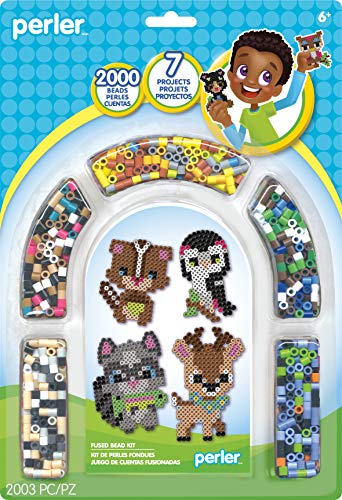 perler
6+
2000
BEADS
PERLES
CUENTAS
7
PROJECTS
PROJETS
PROYECTOS
FUSED BEAD KIT
KIT DE PERLES FONDUES
JUEGO DE CUENTAS FUSIONADAS
perler
2003 PC/PZ